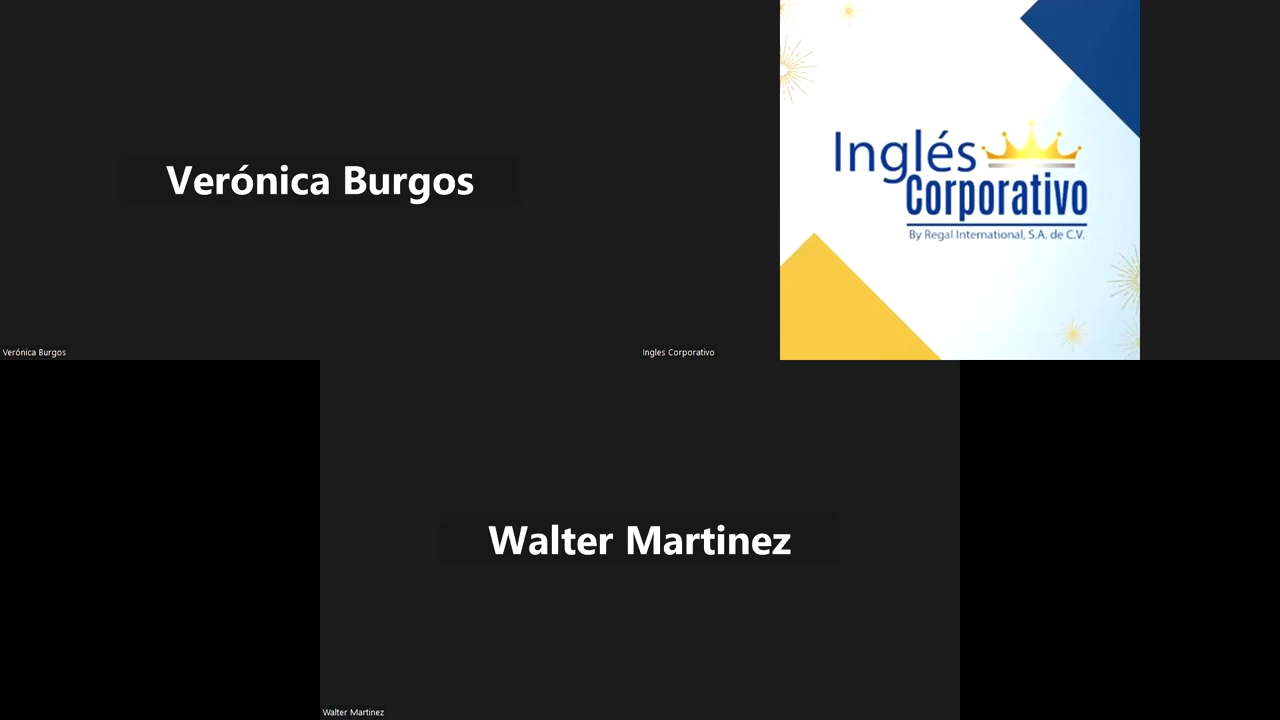 Verónica Burgos
Inglés
Corporativo
By Regal International, S.A. de C.V.
Verónica Burgos
Ingles Corporativo
Walter Martinez
Walter Martinez